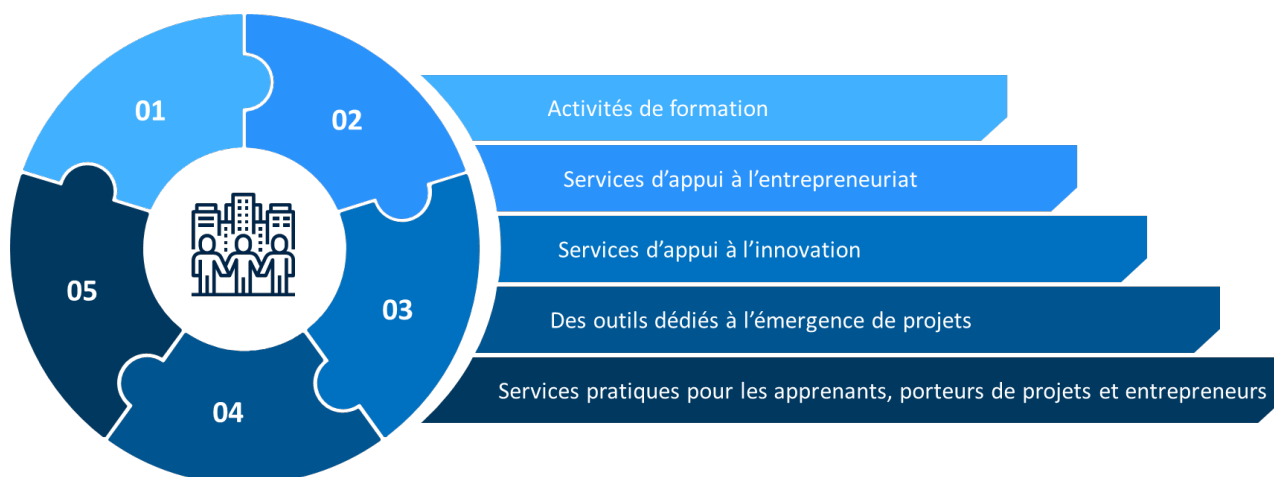 01
02
03
04
05
Activités de formation
Services d’appui à l’entrepreneuriat
Services d’appui à l’innovation
Des outils dédiés à l’émergence de projets
Services pratiques pour les apprenants, porteurs de projets et entrepreneurs